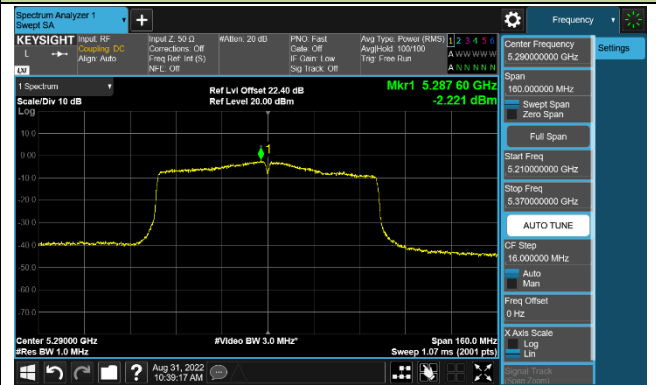 Spectrum Analyzer 1
Swept SA
Frequency
KEYSIGHT
L
LXI
Input: RF
Coupling: DC
Align: Auto
Input Z: 50 Ω
Corrections: Off
Freq Ref: Int (S)
NFE: Off
#Atten: 20 dB
PNO: Fast
Gate: Off
IF Gain: Low
Sig Track: Off
Avg Type: Power (RMS)
Avg|Hold: 100/100
Trig: Free Run
1 2 3 4 5 6
A W W W W W
A N N N N N
1 Spectrum
Scale/Div 10 dB
Log
Ref Lvl Offset 22.40 dB
Ref Level 20.00 dBm
Mkr1 5.287 60 GHz
-2.221 dBm
1
10.0
0.00
-10.0
-20.0
-30.0
-40.0
-50.0
-60.0
-70.0
Center 5.29000 GHz
#Res BW 1.0 MHz
#Video BW 3.0 MHz*
Span 160.0 MHz
Sweep 1.07 ms (2001 pts)
Aug 31, 2022
10:39:17 AM
Center Frequency
5.290000000 GHz
Settings
Span
160.000000 MHz
Swept Span
Zero Span
Full Span
Start Freq
5.210000000 GHz
Stop Freq
5.370000000 GHz
AUTO TUNE
CF Step
16.000000 MHz
Auto
Man
Freq Offset
0 Hz
X Axis Scale
Log
Lin
Signal Track
(Span Zoom)